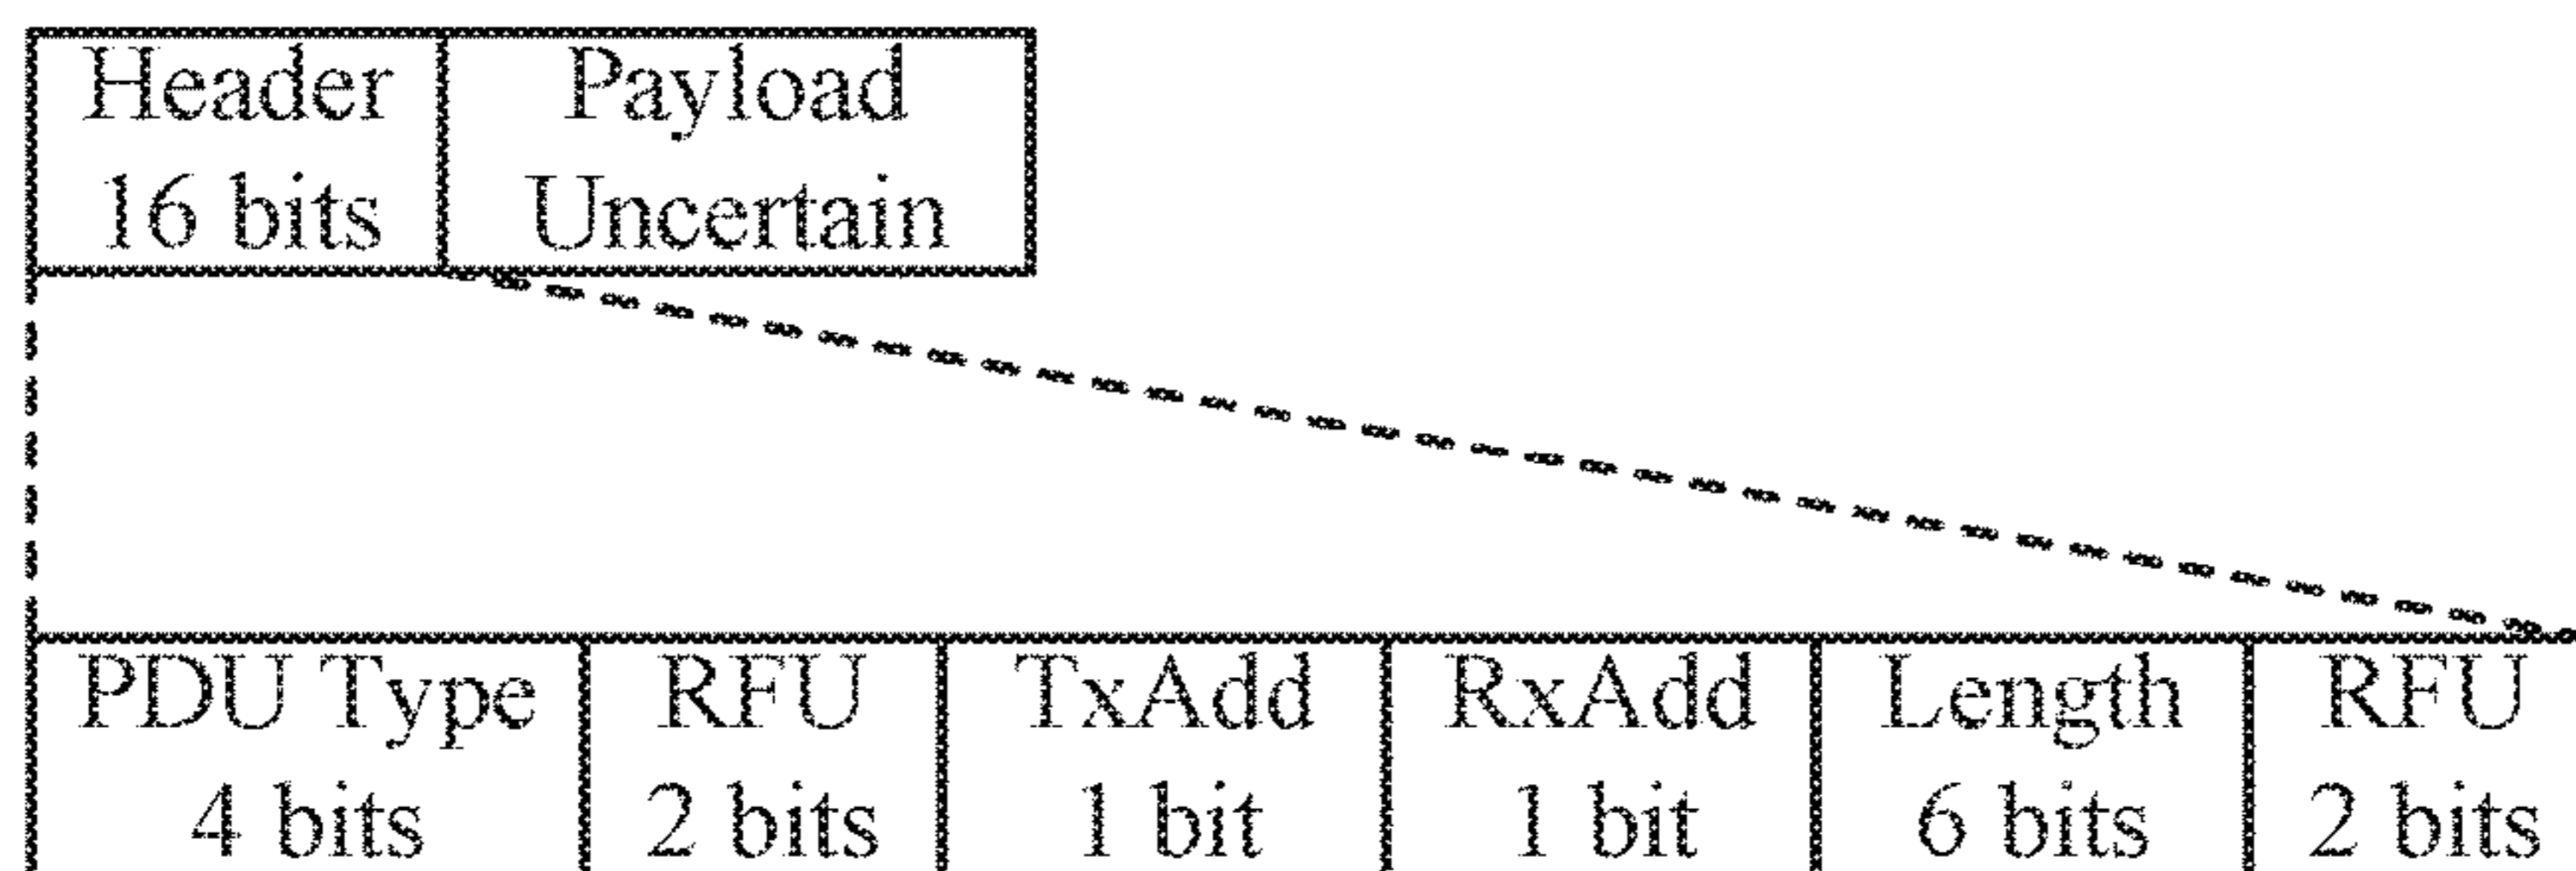 Header
16 bits
Payload
Uncertain
PDU Type
4 bits
RFU
2 bits
TxAdd
1 bit
RxAdd
1 bit
Length
6 bits
RFU
2 bits